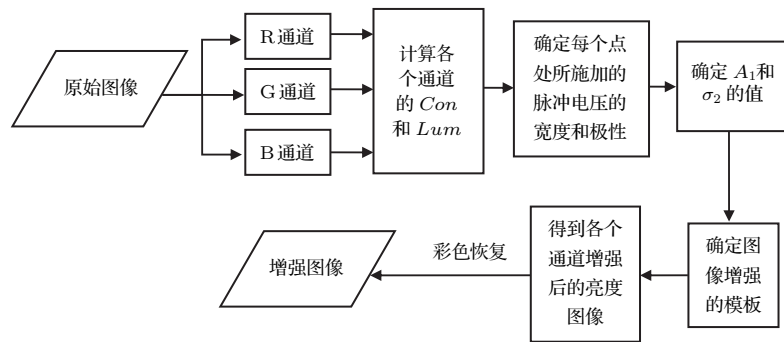 原始图像
R 通道
G 通道
B 通道
计算各
个通道
的 Con
和 Lum
确定每个点
处所施加的
脉冲电压的
宽度和极性
确定 A₁和
σ₂ 的值
确定图
像增强
的模板
得到各个
通道增强
后的亮度
图像
彩色恢复
增强图像